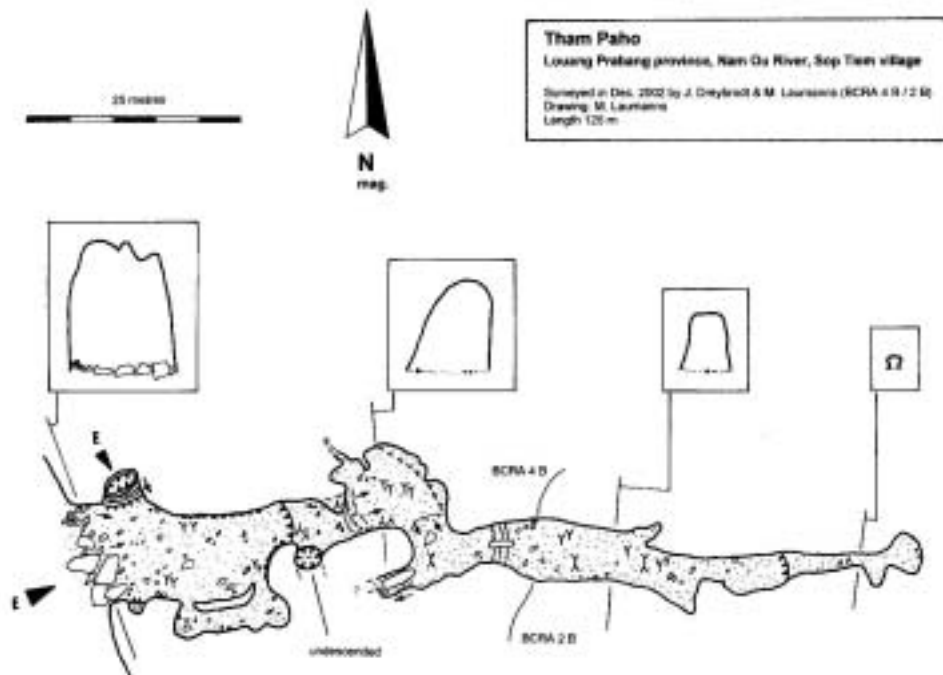 Tham Paho
Louang Prabang province, Nam Ou River, Sop Tiem village
Surveyed in Dec. 2002 by J. Dreybrodt & M. Laumanns (BCRA 4 B / 2 B)
Drawing: M. Laumanns
Length 125 m
25 metres
N
mag.
Ω
E
BCRA 4 B
E
?
undescended
BCRA 2 B